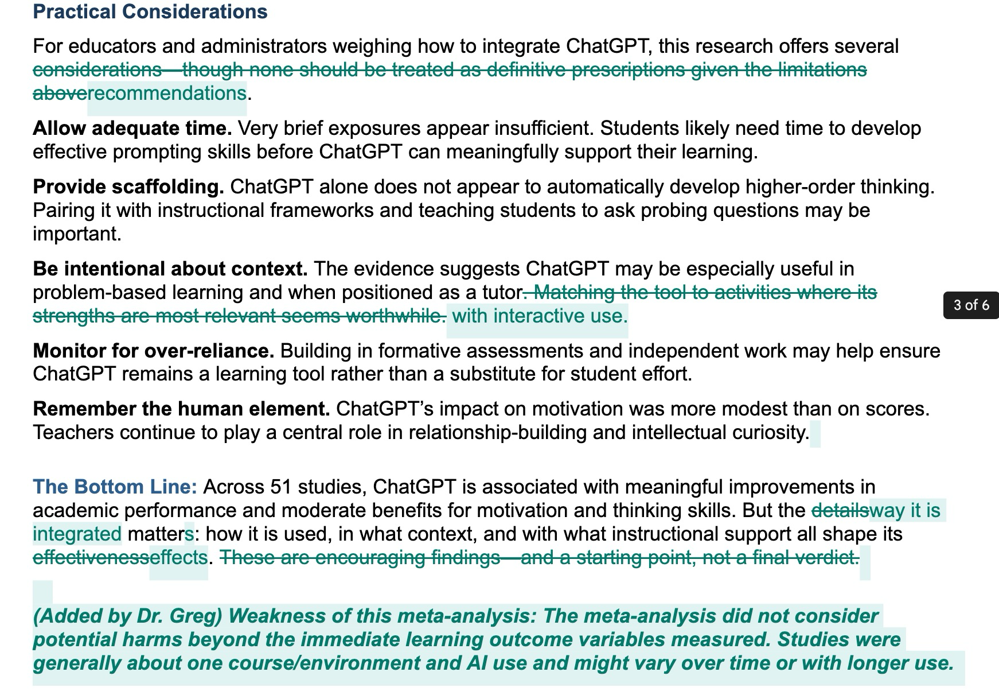 Practical Considerations
For educators and administrators weighing how to integrate ChatGPT, this research offers several
considerations—though none should be treated as definitive prescriptions given the limitations
aboverecommendations.
Allow adequate time. Very brief exposures appear insufficient. Students likely need time to develop
effective prompting skills before ChatGPT can meaningfully support their learning.
Provide scaffolding. ChatGPT alone does not appear to automatically develop higher-order thinking.
Pairing it with instructional frameworks and teaching students to ask probing questions may be
important.
Be intentional about context. The evidence suggests ChatGPT may be especially useful in
problem-based learning and when positioned as a tutor. Matching the tool to activities where its
strengths are most relevant seems worthwhile. with interactive use.
3 of 6
Monitor for over-reliance. Building in formative assessments and independent work may help ensure
ChatGPT remains a learning tool rather than a substitute for student effort.
Remember the human element. ChatGPT’s impact on motivation was more modest than on scores.
Teachers continue to play a central role in relationship-building and intellectual curiosity.
The Bottom Line: Across 51 studies, ChatGPT is associated with meaningful improvements in
academic performance and moderate benefits for motivation and thinking skills. But the detailsway it is
integrated matters: how it is used, in what context, and with what instructional support all shape its
effectivenesseffects. These are encouraging findings—and a starting point, not a final verdict.
(Added by Dr. Greg) Weakness of this meta-analysis: The meta-analysis did not consider
potential harms beyond the immediate learning outcome variables measured. Studies were
generally about one course/environment and AI use and might vary over time or with longer use.